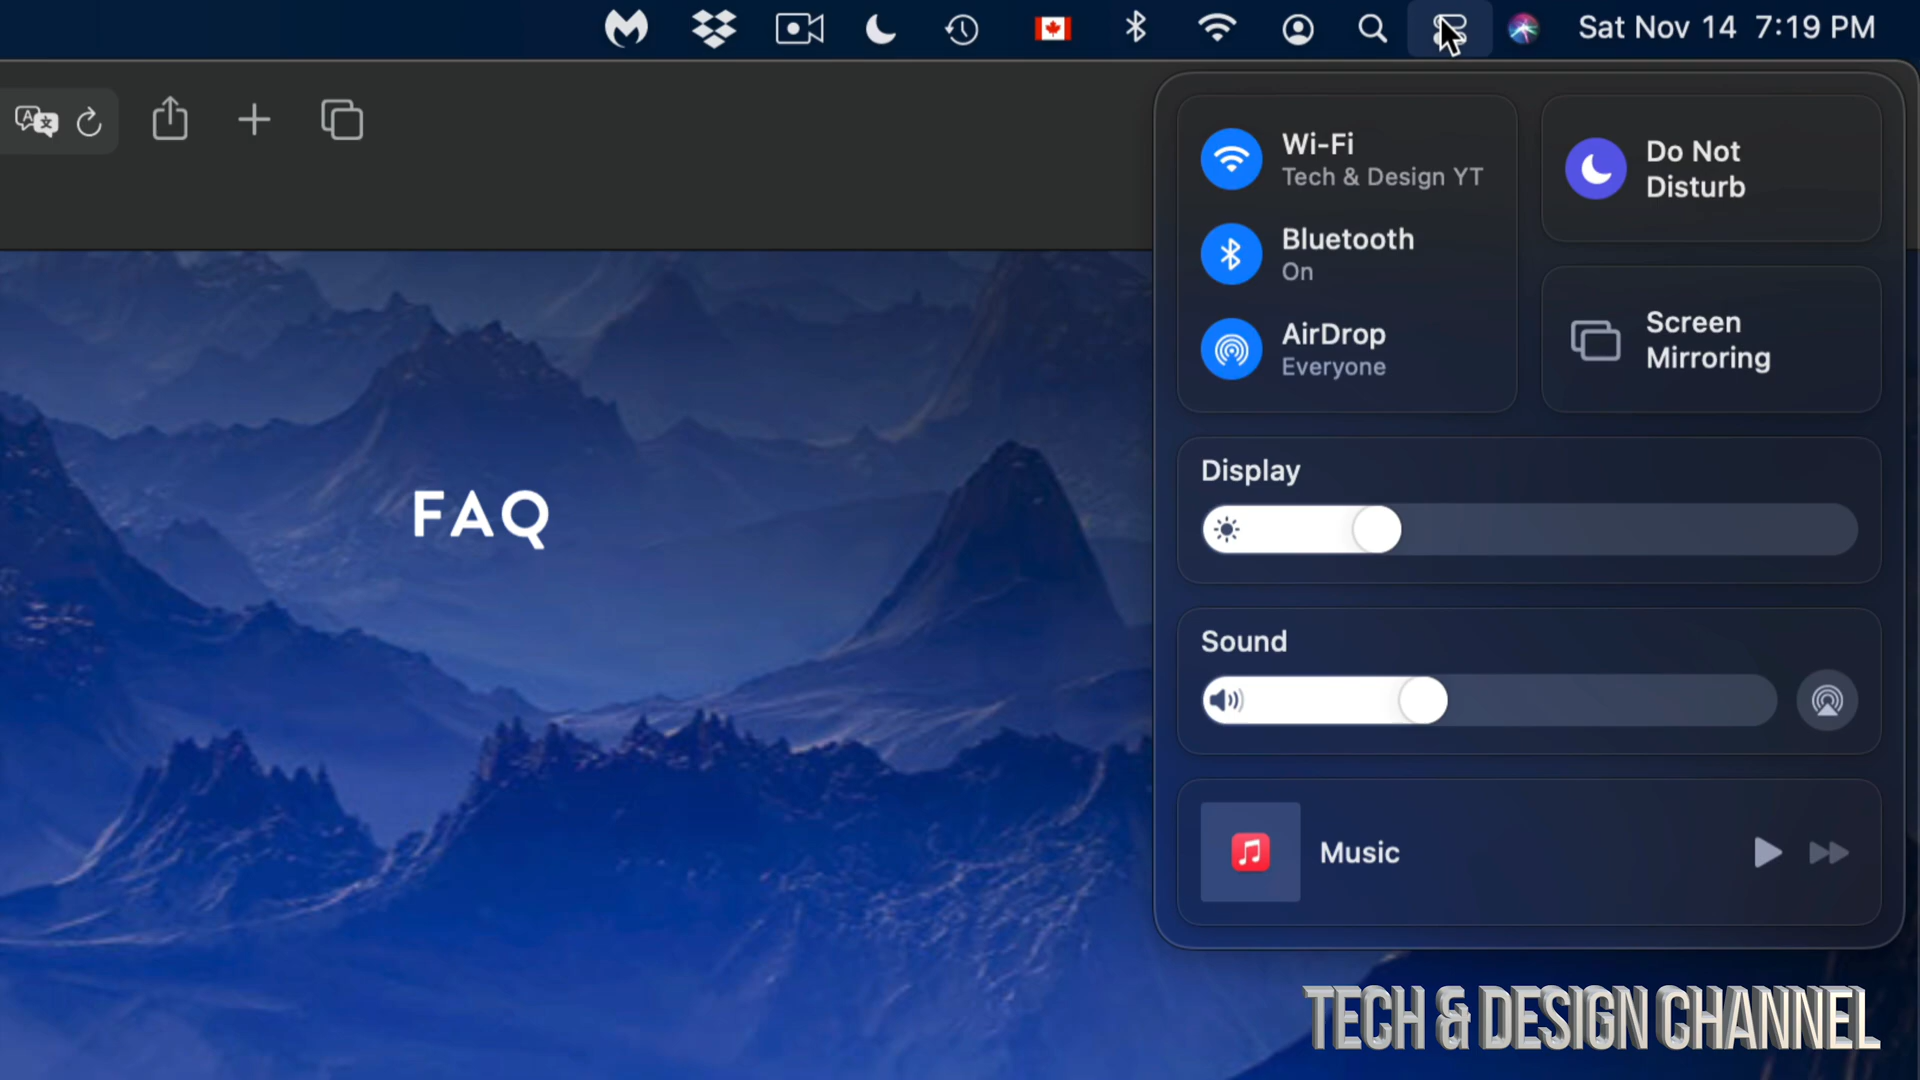 Sat Nov 14 7:19 PM
Wi-Fi
Tech & Design YT
Bluetooth
On
AirDrop
Everyone
Do Not
Disturb
Screen
Mirroring
Display
FAQ
Sound
Music
TECH & DESIGN CHANNEL